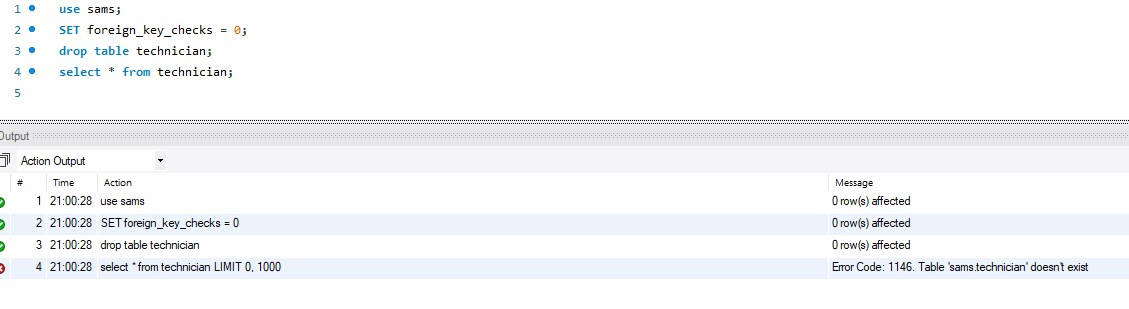 1 use sams;
2 SET foreign_key_checks = 0;
3 drop table technician;
4 select * from technician;
5
Output
Action Output
# Time Action Message
1 21:00:28 use sams 0 row(s) affected
2 21:00:28 SET foreign_key_checks = 0 0 row(s) affected
3 21:00:28 drop table technician 0 row(s) affected
4 21:00:28 select * from technician LIMIT 0, 1000 Error Code: 1146. Table 'sams.technician' doesn't exist